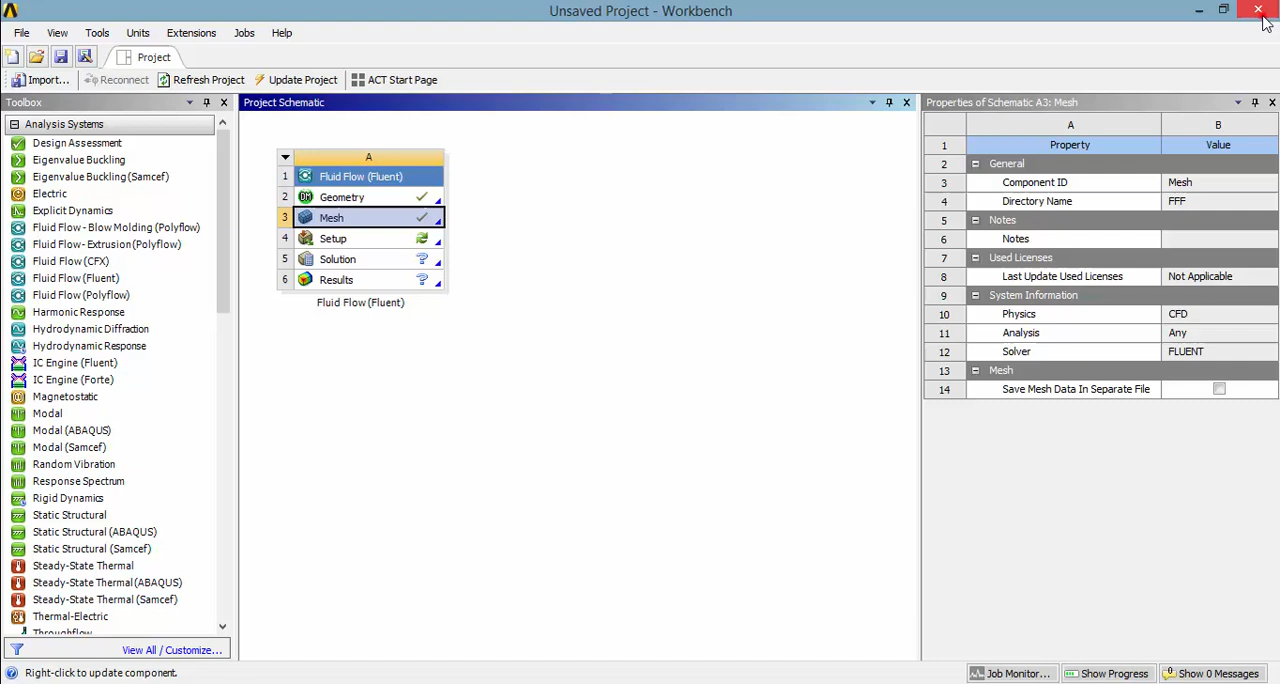 Unsaved Project - Workbench
File View Tools Units Extensions Jobs Help
Project
Import... Reconnect Refresh Project Update Project ACT Start Page
Toolbox
Analysis Systems
Design Assessment
Eigenvalue Buckling
Eigenvalue Buckling (Samcef)
Electric
Explicit Dynamics
Fluid Flow - Blow Molding (Polyflow)
Fluid Flow - Extrusion (Polyflow)
Fluid Flow (CFX)
Fluid Flow (Fluent)
Fluid Flow (Polyflow)
Harmonic Response
Hydrodynamic Diffraction
Hydrodynamic Response
IC Engine (Fluent)
IC Engine (Forte)
Magnetostatic
Modal
Modal (ABAQUS)
Modal (Samcef)
Random Vibration
Response Spectrum
Rigid Dynamics
Static Structural
Static Structural (ABAQUS)
Static Structural (Samcef)
Steady-State Thermal
Steady-State Thermal (ABAQUS)
Steady-State Thermal (Samcef)
Thermal-Electric
Throughflow
View All / Customize...
Project Schematic
A
1 Fluid Flow (Fluent)
2 DM Geometry
3 Mesh
4 Setup
5 Solution ?
6 Results ?
Fluid Flow (Fluent)
Properties of Schematic A3: Mesh
A B
1 Property Value
2 General
3 Component ID Mesh
4 Directory Name FFF
5 Notes
6 Notes
7 Used Licenses
8 Last Update Used Licenses Not Applicable
9 System Information
10 Physics CFD
11 Analysis Any
12 Solver FLUENT
13 Mesh
14 Save Mesh Data In Separate File
Right-click to update component.
Job Monitor... Show Progress Show 0 Messages